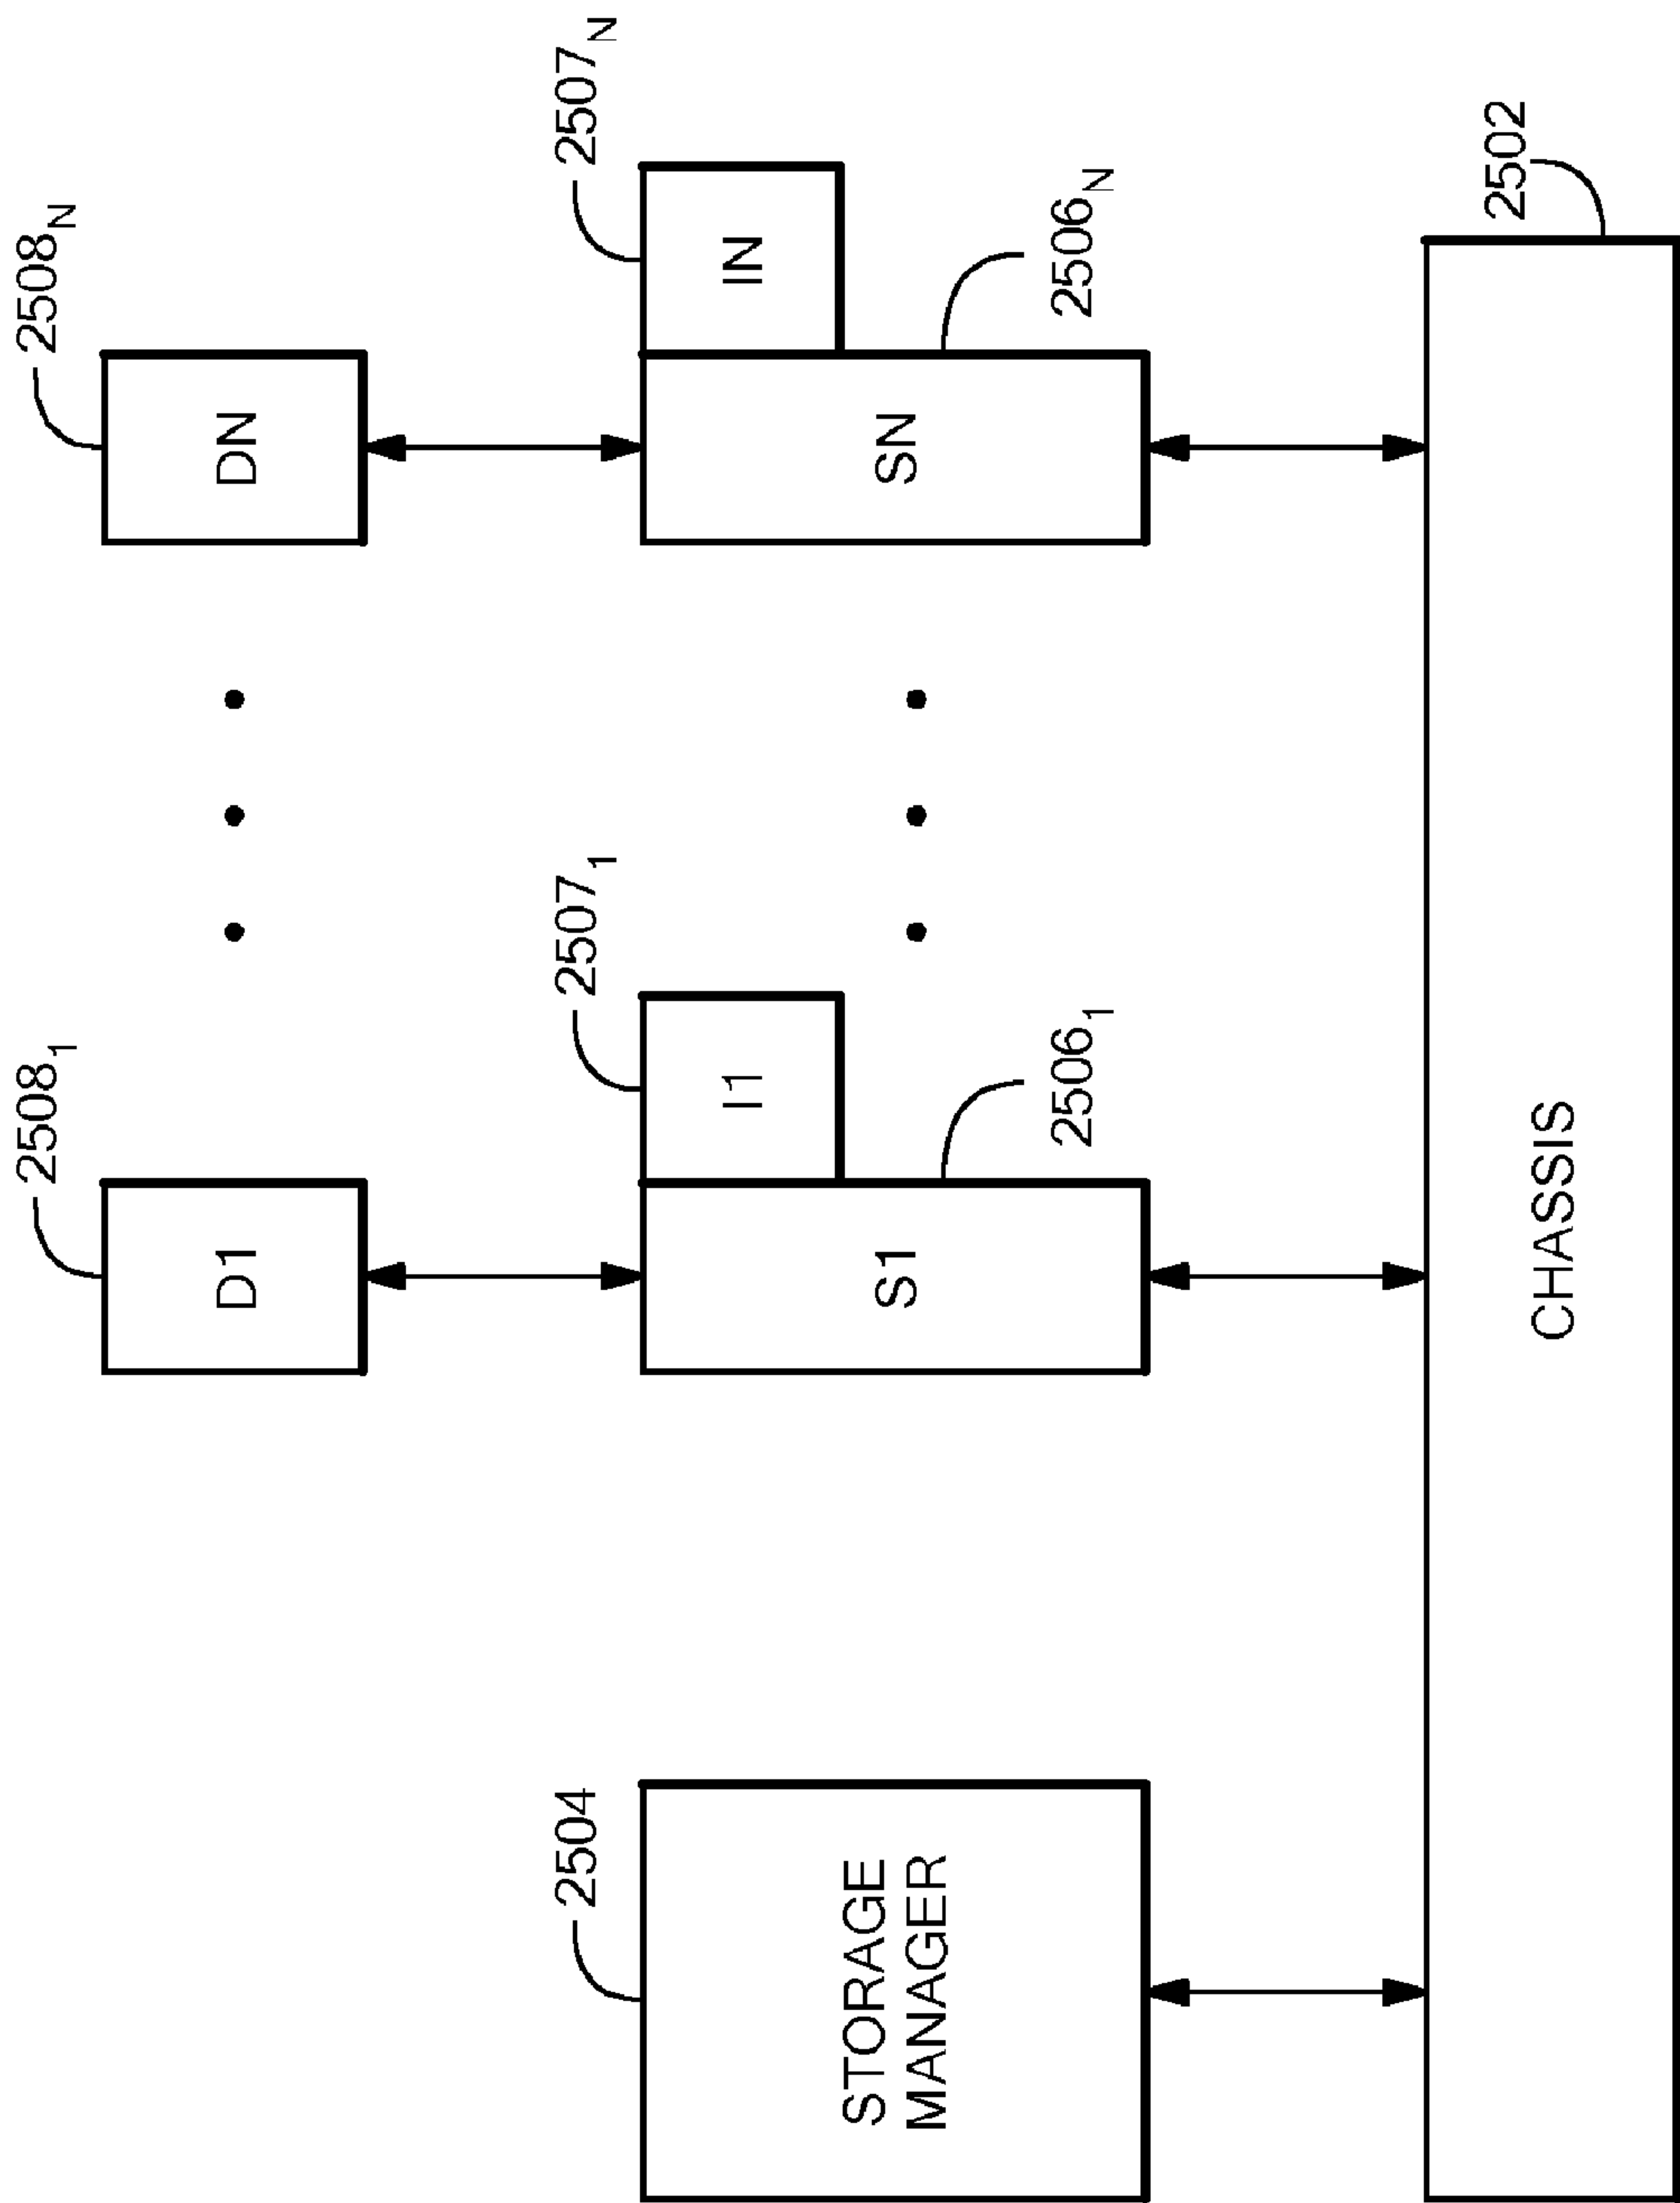 2508₁
2508N
D1
DN
2504
2507₁
2507N
I1
IN
STORAGE
MANAGER
S1
SN
2506₁
2506N
2502
CHASSIS